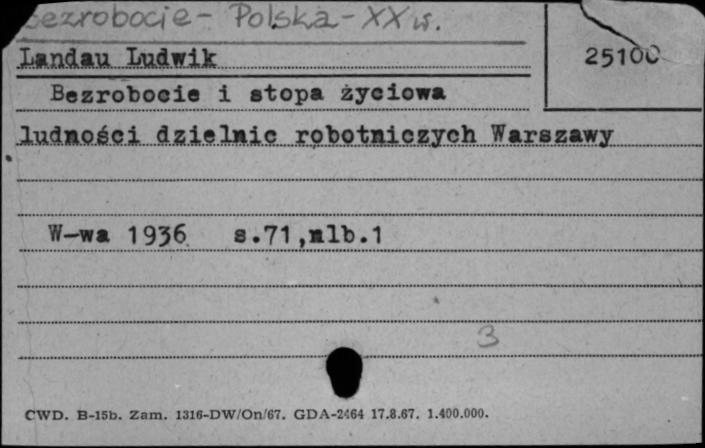 Bezrobocie - Polska - XX w.
Landau Ludwik
25100
Bezrobocie i stopa życiowa
ludności dzielnic robotniczych Warszawy
W-wa 1936 s.71,nlb.1
3
CWD. B-15b. Zam. 1316-DW/On/67. GDA-2464 17.8.67. 1.400.000.